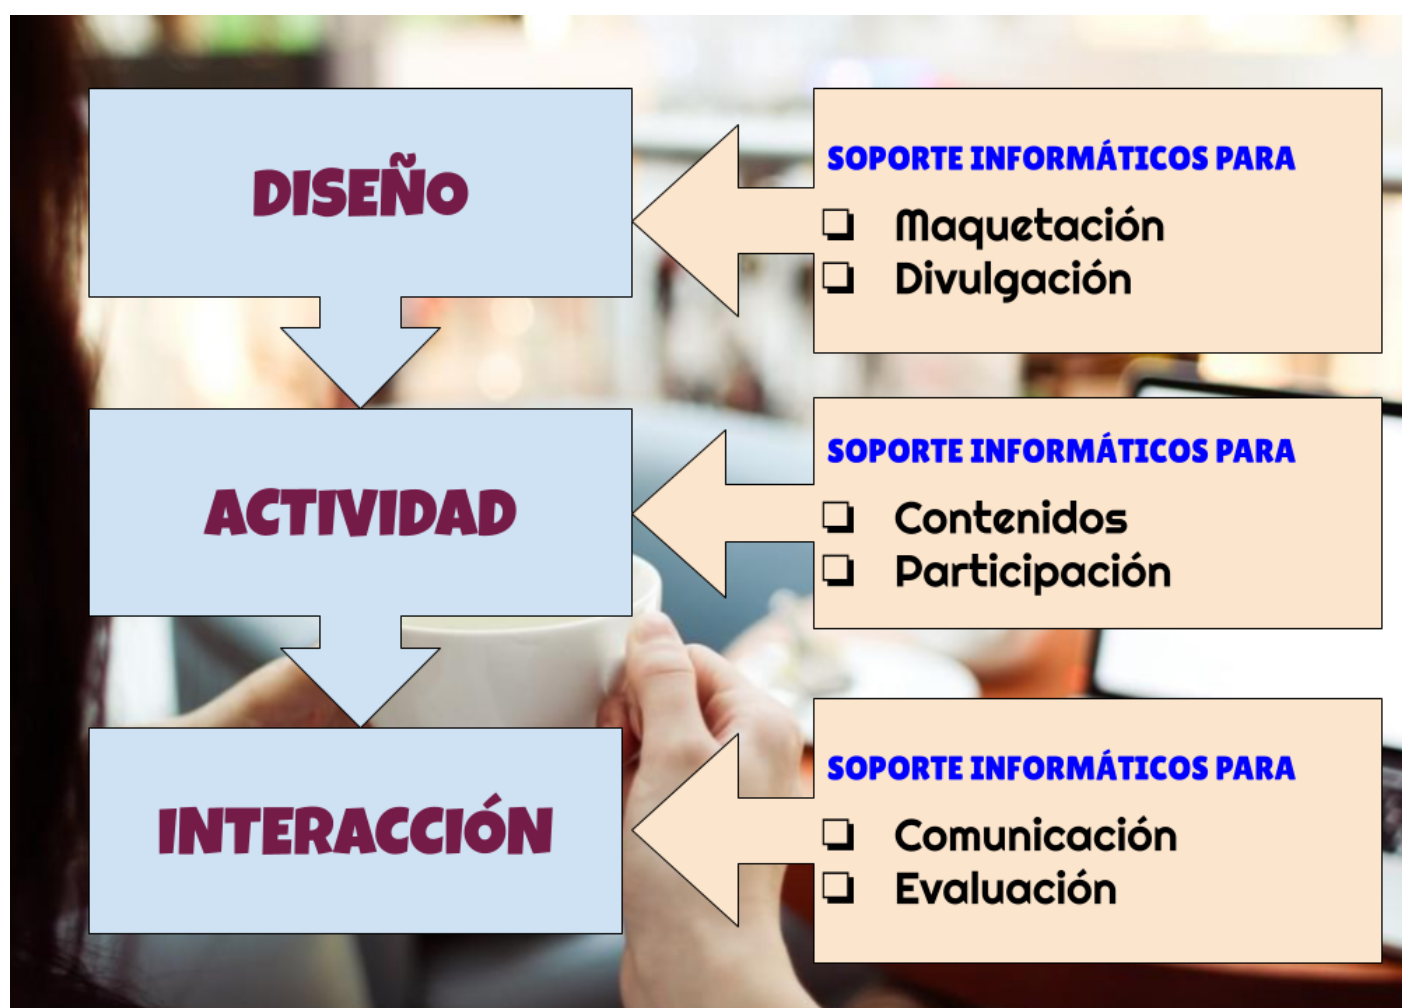 DISEÑO
SOPORTE INFORMÁTICOS PARA
❏ Maquetación
❏ Divulgación
ACTIVIDAD
SOPORTE INFORMÁTICOS PARA
❏ Contenidos
❏ Participación
INTERACCIÓN
SOPORTE INFORMÁTICOS PARA
❏ Comunicación
❏ Evaluación